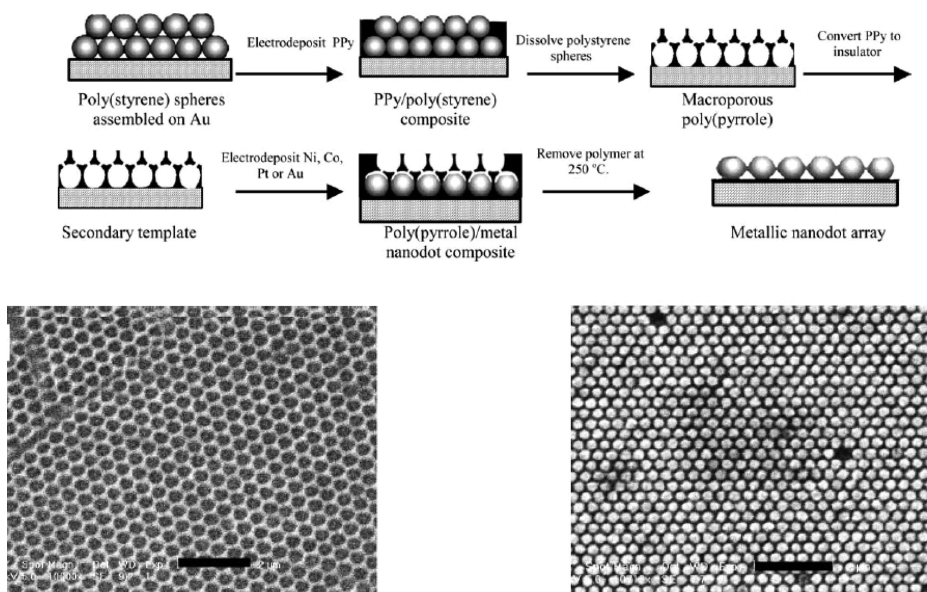 Electrodeposit PPy
Dissolve polystyrene
spheres
Convert PPy to
insulator
Poly(styrene) spheres
assembled on Au
PPy/poly(styrene)
composite
Macroporous
poly(pyrrole)
Electrodeposit Ni, Co,
Pt or Au
Remove polymer at
250 °C.
Secondary template
Poly(pyrrole)/metal
nanodot composite
Metallic nanodot array
Spot Magn Det WD Exp
2 µm
Spot Magn Det WD Exp